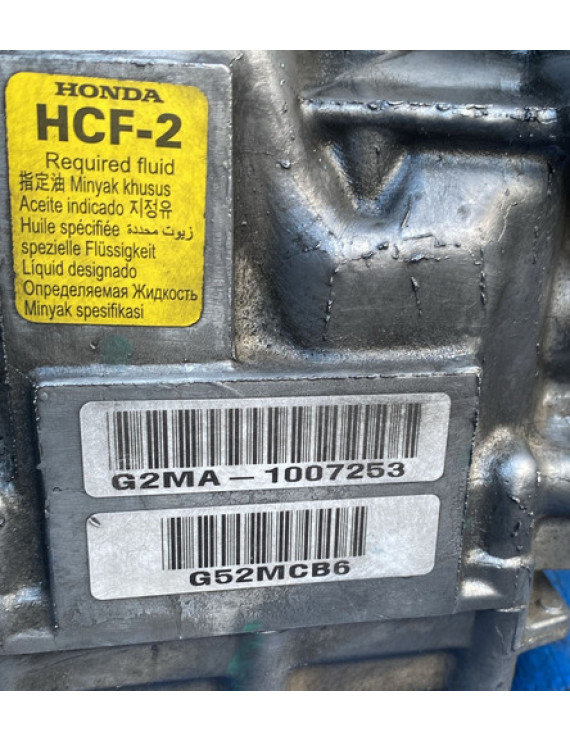 HONDA
HCF-2
Required fluid
指定油 Minyak khusus
Aceite indicado 지정유
Huile spécifiée زيوت محددة
spezielle Flüssigkeit
Líquid designado
Определяемая Жидкость
Minyak spesifikasi
G2MA-1007253
G52MCB6